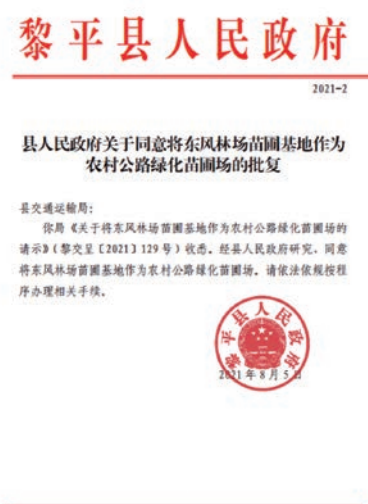 黎平县人民政府
2021-2
县人民政府关于同意将东风林场苗圃基地作为
农村公路绿化苗圃场的批复
县交通运输局：
你局《关于将东风林场苗圃基地作为农村公路绿化苗圃场的
请示》（黎交呈〔2021〕129号）收悉。经县人民政府研究，同意
将东风林场苗圃基地作为农村公路绿化苗圃场。请依法依规按程
序办理相关手续。
黎平县人民政府
2021年8月5日